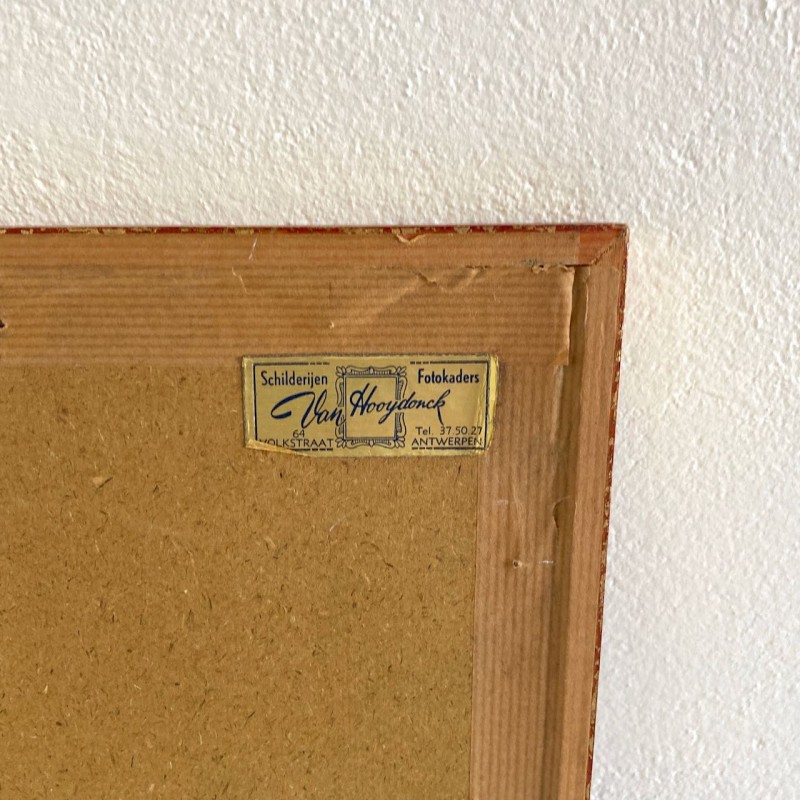 Schilderijen Fotokaders
Van Hooydonck
64 Tel. 37 50 27
VOLKSTRAAT ANTWERPEN